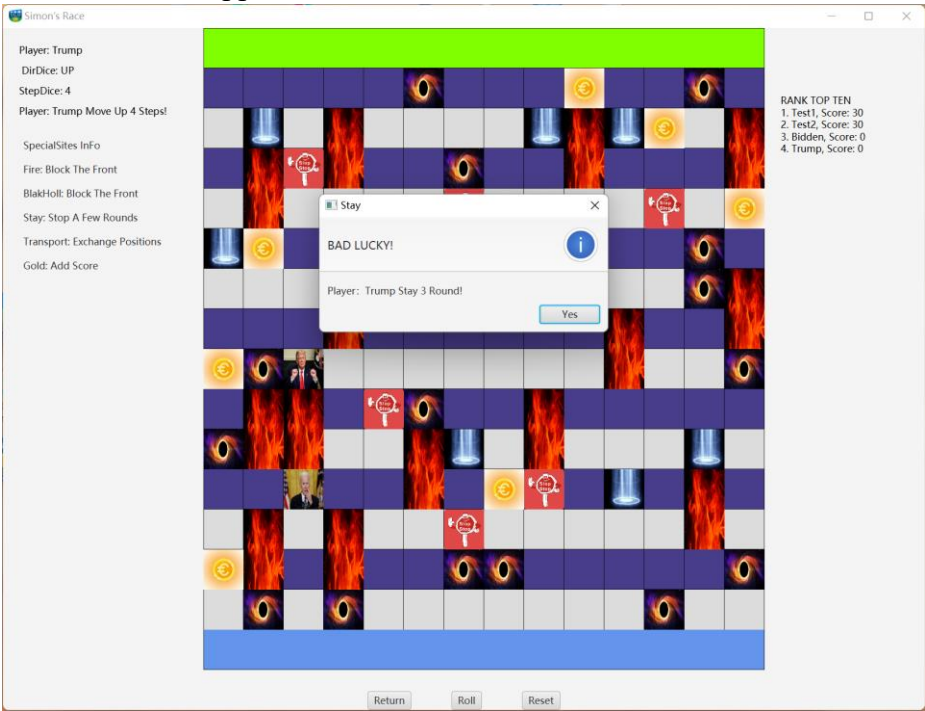 Simon's Race
Player: Trump
DirDice: UP
StepDice: 4
Player: Trump Move Up 4 Steps!
SpecialSites InFo
Fire: Block The Front
BlakHoll: Block The Front
Stay: Stop A Few Rounds
Transport: Exchange Positions
Gold: Add Score
RANK TOP TEN
1. Test1, Score: 30
2. Test2, Score: 30
3. Bidden, Score: 0
4. Trump, Score: 0
Stay
BAD LUCKY!
Player: Trump Stay 3 Round!
Yes
Return Roll Reset